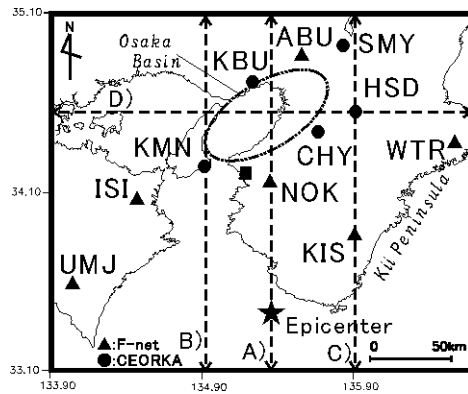 35.10
N
Osaka
Basin
KBU
ABU
SMY
HSD
D)
KMN
CHY
WTR
34.10
ISI
NOK
KIS
Kii Peninsula
UMJ
Epicenter
▲:F-net
●:CEORKA
B)
A)
C)
0 50km
33.10
133.90 134.90 135.90